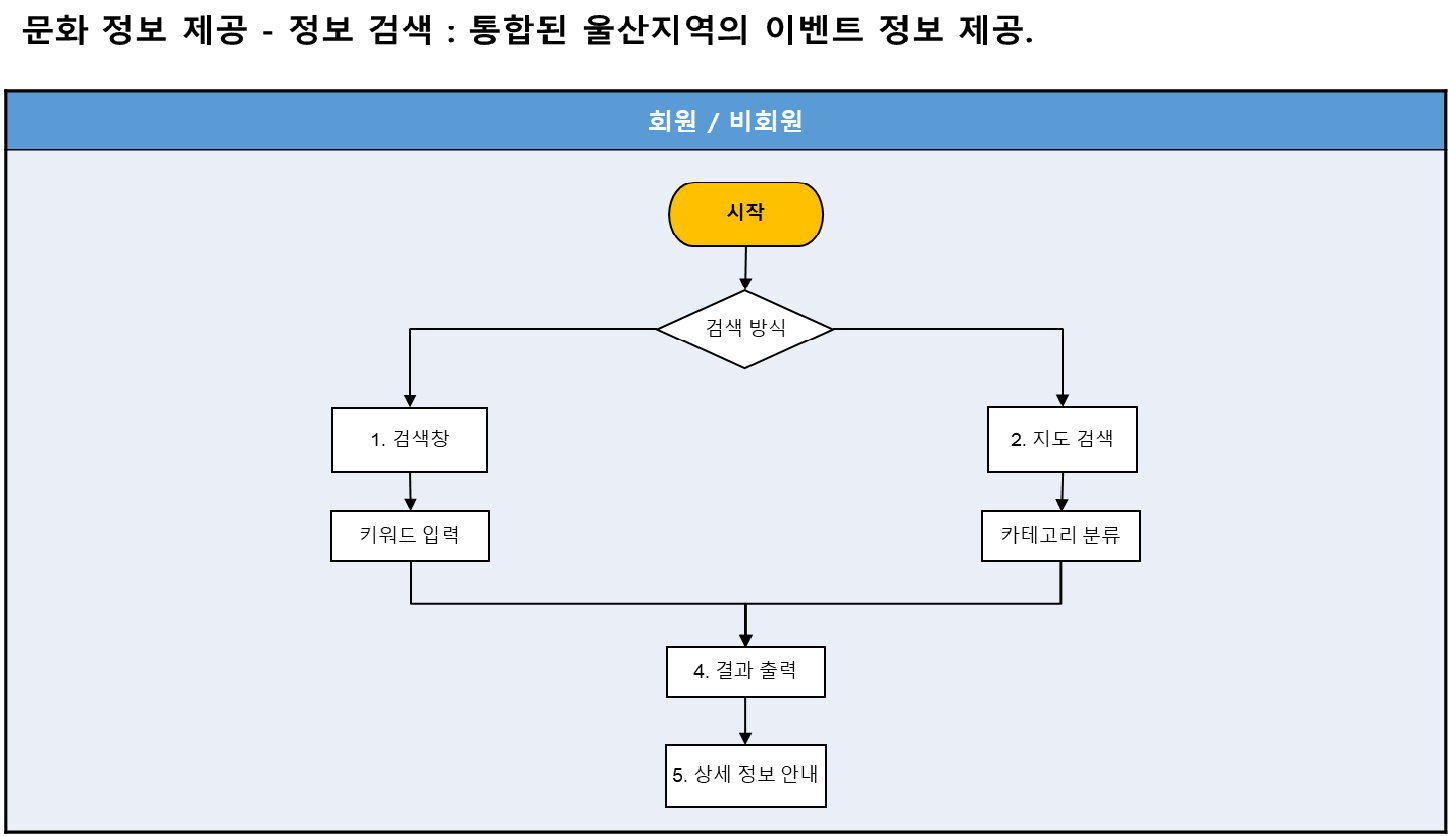 문화 정보 제공 - 정보 검색 : 통합된 울산지역의 이벤트 정보 제공.
회원 / 비회원
시작
검색 방식
1. 검색창
2. 지도 검색
키워드 입력
카테고리 분류
4. 결과 출력
5. 상세 정보 안내